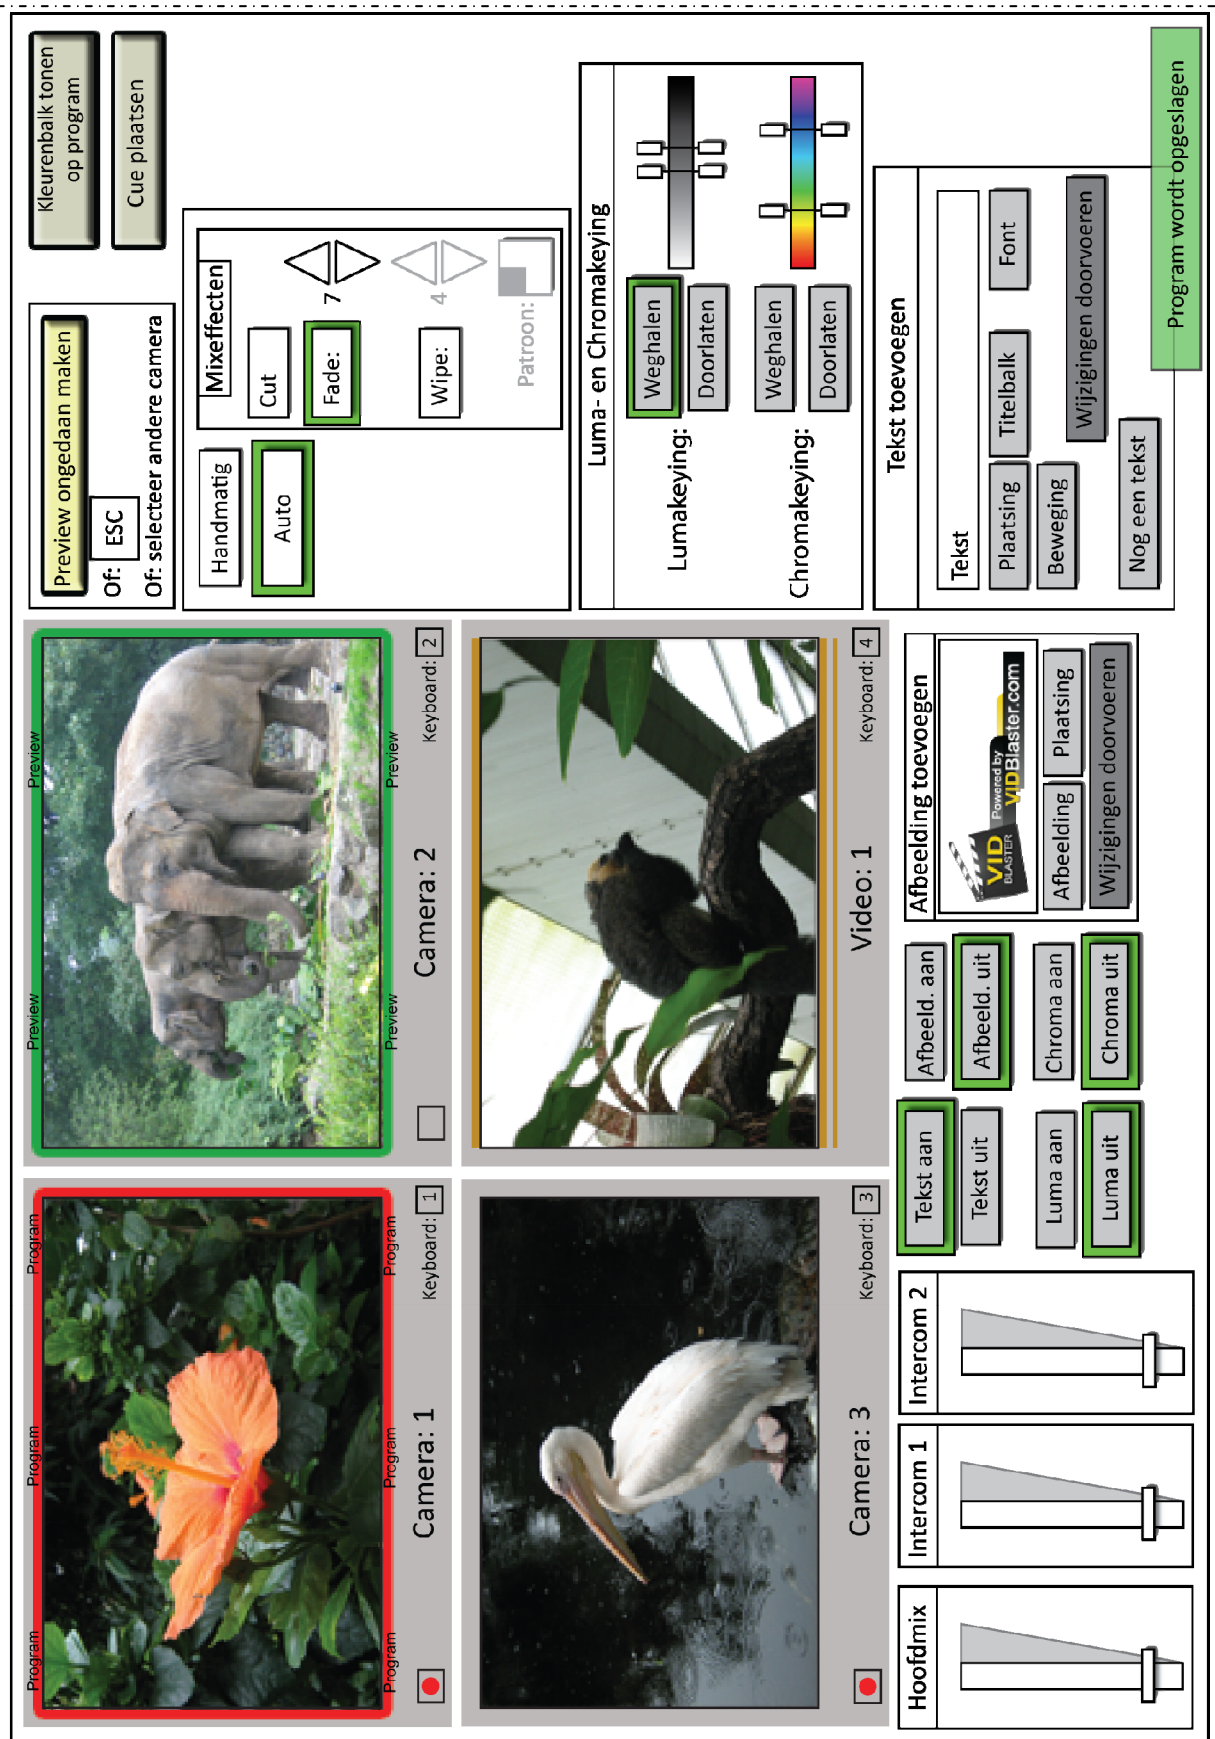 Program
Program
Program
Program
Program
Program
Camera: 1
Keyboard: 1
Preview
Preview
Preview
Preview
Camera: 2
Keyboard: 2
Camera: 3
Keyboard: 3
Video: 1
Keyboard: 4
Preview ongedaan maken
Of: ESC
Of: selecteer andere camera
Kleurenbalk tonen
op program
Cue plaatsen
Handmatig
Auto
Mixeffecten
Cut
Fade: 7
Wipe: 4
Patroon:
Luma- en Chromakeying
Lumakeying:
Weghalen
Doorlaten
Chromakeying:
Weghalen
Doorlaten
Hoofdmix
Intercom 1
Intercom 2
Tekst aan
Tekst uit
Luma aan
Luma uit
Afbeeld. aan
Afbeeld. uit
Chroma aan
Chroma uit
Afbeelding toevoegen
VID
BLASTER
Powered by
VIDBlaster.com
Afbeelding
Plaatsing
Wijzigingen doorvoeren
Tekst toevoegen
Tekst
Plaatsing
Titelbalk
Font
Beweging
Wijzigingen doorvoeren
Nog een tekst
Program wordt opgeslagen